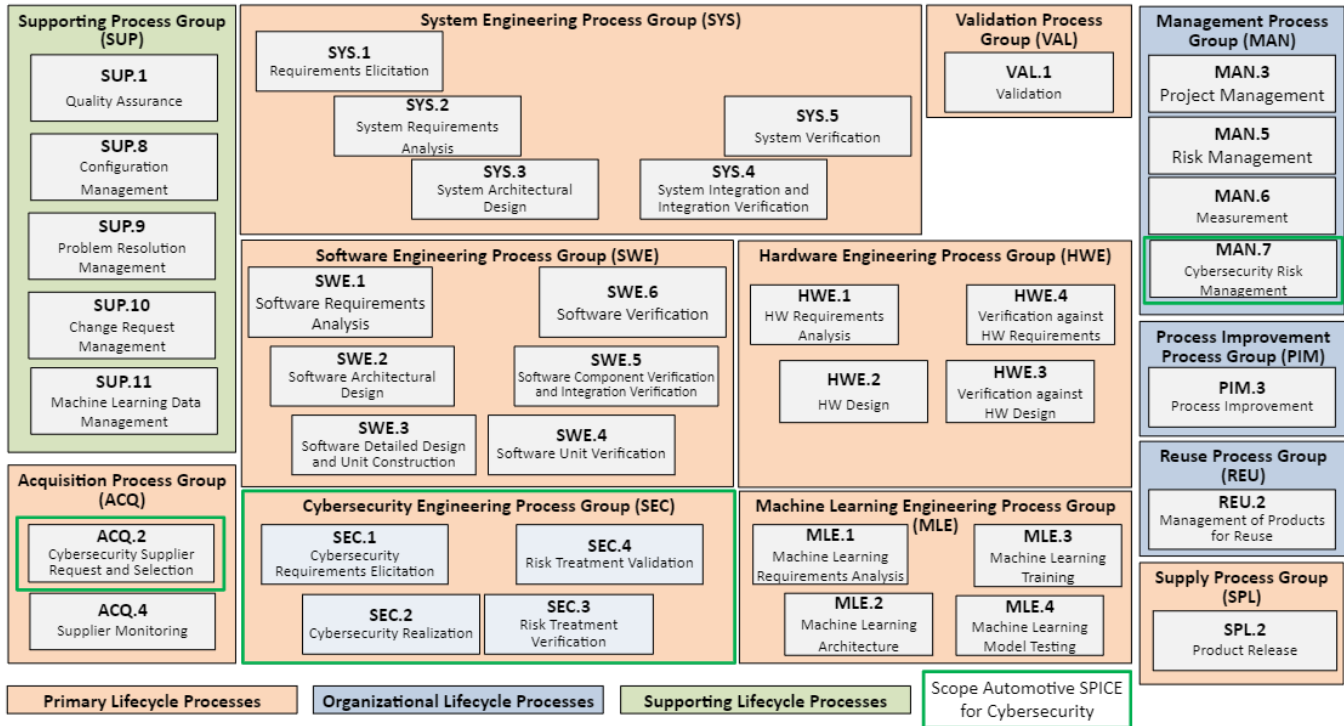 Supporting Process Group
(SUP)
SUP.1
Quality Assurance
SUP.8
Configuration
Management
SUP.9
Problem Resolution
Management
SUP.10
Change Request
Management
SUP.11
Machine Learning Data
Management
System Engineering Process Group (SYS)
SYS.1
Requirements Elicitation
SYS.2
System Requirements
Analysis
SYS.3
System Architectural
Design
SYS.5
System Verification
SYS.4
System Integration and
Integration Verification
Validation Process
Group (VAL)
VAL.1
Validation
Management Process
Group (MAN)
MAN.3
Project Management
MAN.5
Risk Management
MAN.6
Measurement
MAN.7
Cybersecurity Risk
Management
Software Engineering Process Group (SWE)
SWE.1
Software Requirements
Analysis
SWE.2
Software Architectural
Design
SWE.3
Software Detailed Design
and Unit Construction
SWE.6
Software Verification
SWE.5
Software Component Verification
and Integration Verification
SWE.4
Software Unit Verification
Hardware Engineering Process Group (HWE)
HWE.1
HW Requirements
Analysis
HWE.2
HW Design
HWE.4
Verification against
HW Requirements
HWE.3
Verification against
HW Design
Process Improvement
Process Group (PIM)
PIM.3
Process Improvement
Reuse Process Group
(REU)
REU.2
Management of Products
for Reuse
Acquisition Process Group
(ACQ)
ACQ.2
Cybersecurity Supplier
Request and Selection
ACQ.4
Supplier Monitoring
Cybersecurity Engineering Process Group (SEC)
SEC.1
Cybersecurity
Requirements Elicitation
SEC.2
Cybersecurity Realization
SEC.4
Risk Treatment Validation
SEC.3
Risk Treatment
Verification
Machine Learning Engineering Process Group
(MLE)
MLE.1
Machine Learning
Requirements Analysis
MLE.2
Machine Learning
Architecture
MLE.3
Machine Learning
Training
MLE.4
Machine Learning
Model Testing
Supply Process Group
(SPL)
SPL.2
Product Release
Primary Lifecycle Processes
Organizational Lifecycle Processes
Supporting Lifecycle Processes
Scope Automotive SPICE
for Cybersecurity